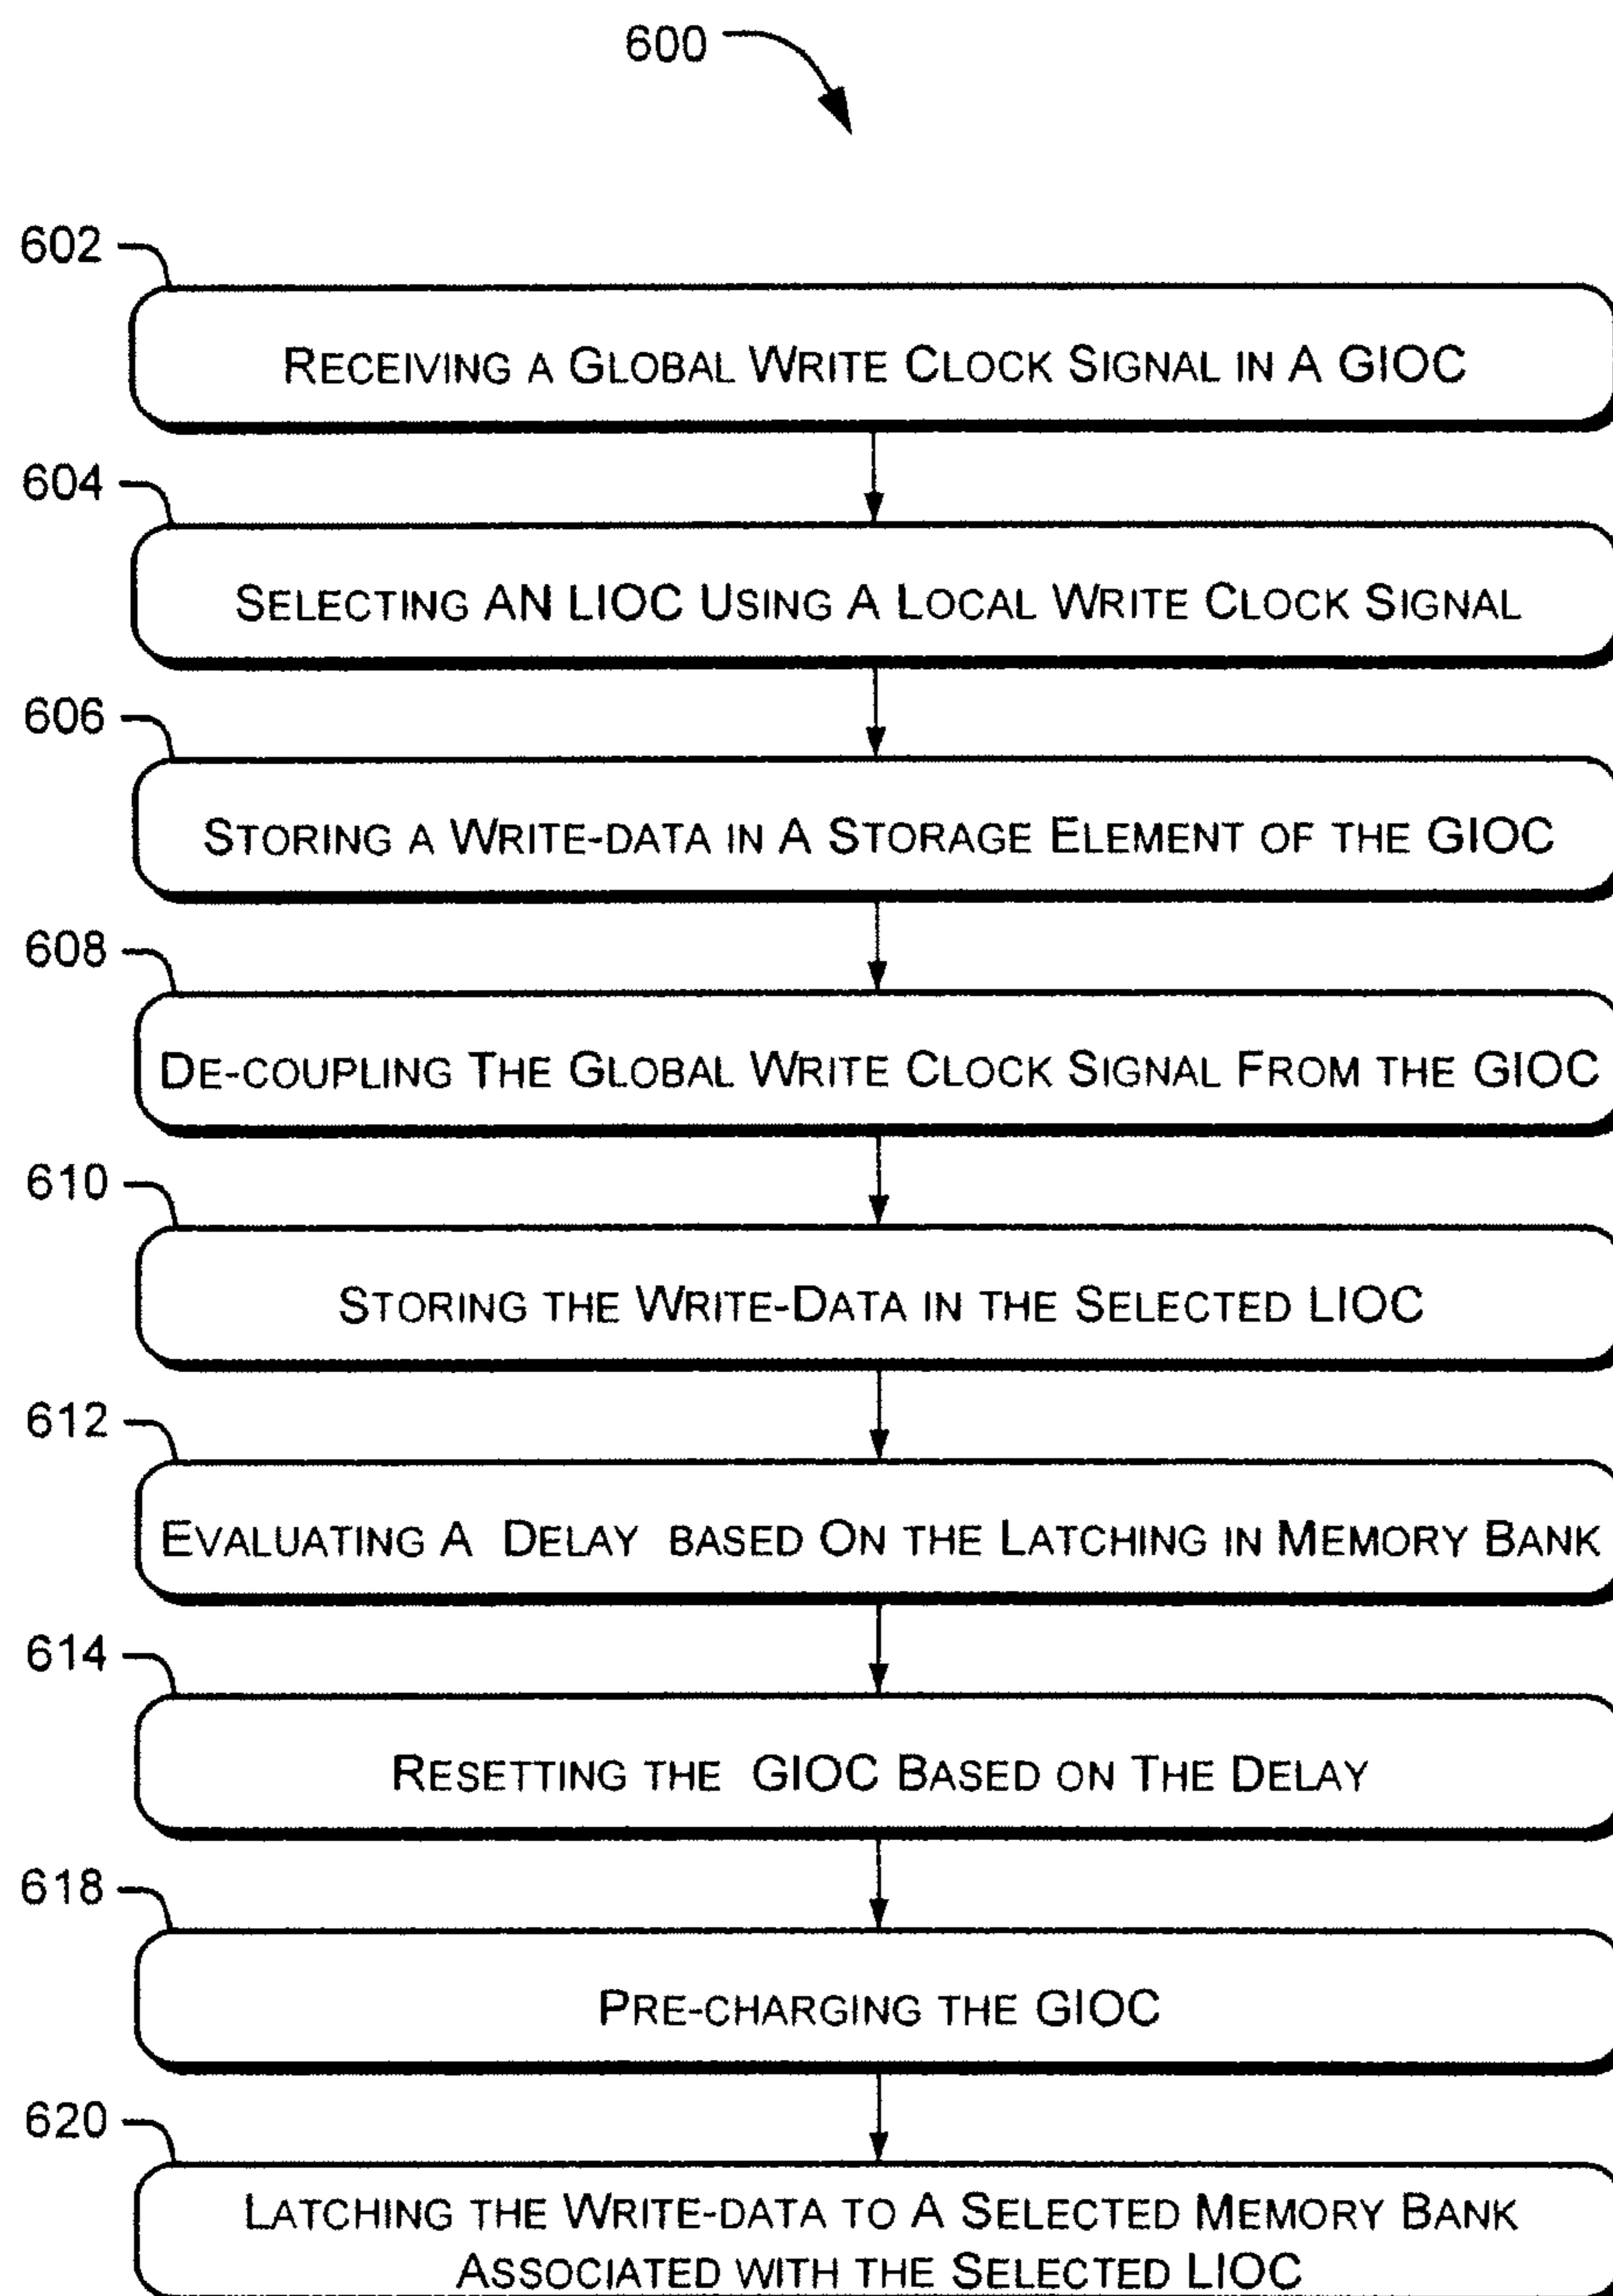 600
602
RECEIVING A GLOBAL WRITE CLOCK SIGNAL IN A GIOC
604
SELECTING AN LIOC USING A LOCAL WRITE CLOCK SIGNAL
606
STORING A WRITE-DATA IN A STORAGE ELEMENT OF THE GIOC
608
DE-COUPLING THE GLOBAL WRITE CLOCK SIGNAL FROM THE GIOC
610
STORING THE WRITE-DATA IN THE SELECTED LIOC
612
EVALUATING A DELAY BASED ON THE LATCHING IN MEMORY BANK
614
RESETTING THE GIOC BASED ON THE DELAY
618
PRE-CHARGING THE GIOC
620
LATCHING THE WRITE-DATA TO A SELECTED MEMORY BANK
ASSOCIATED WITH THE SELECTED LIOC